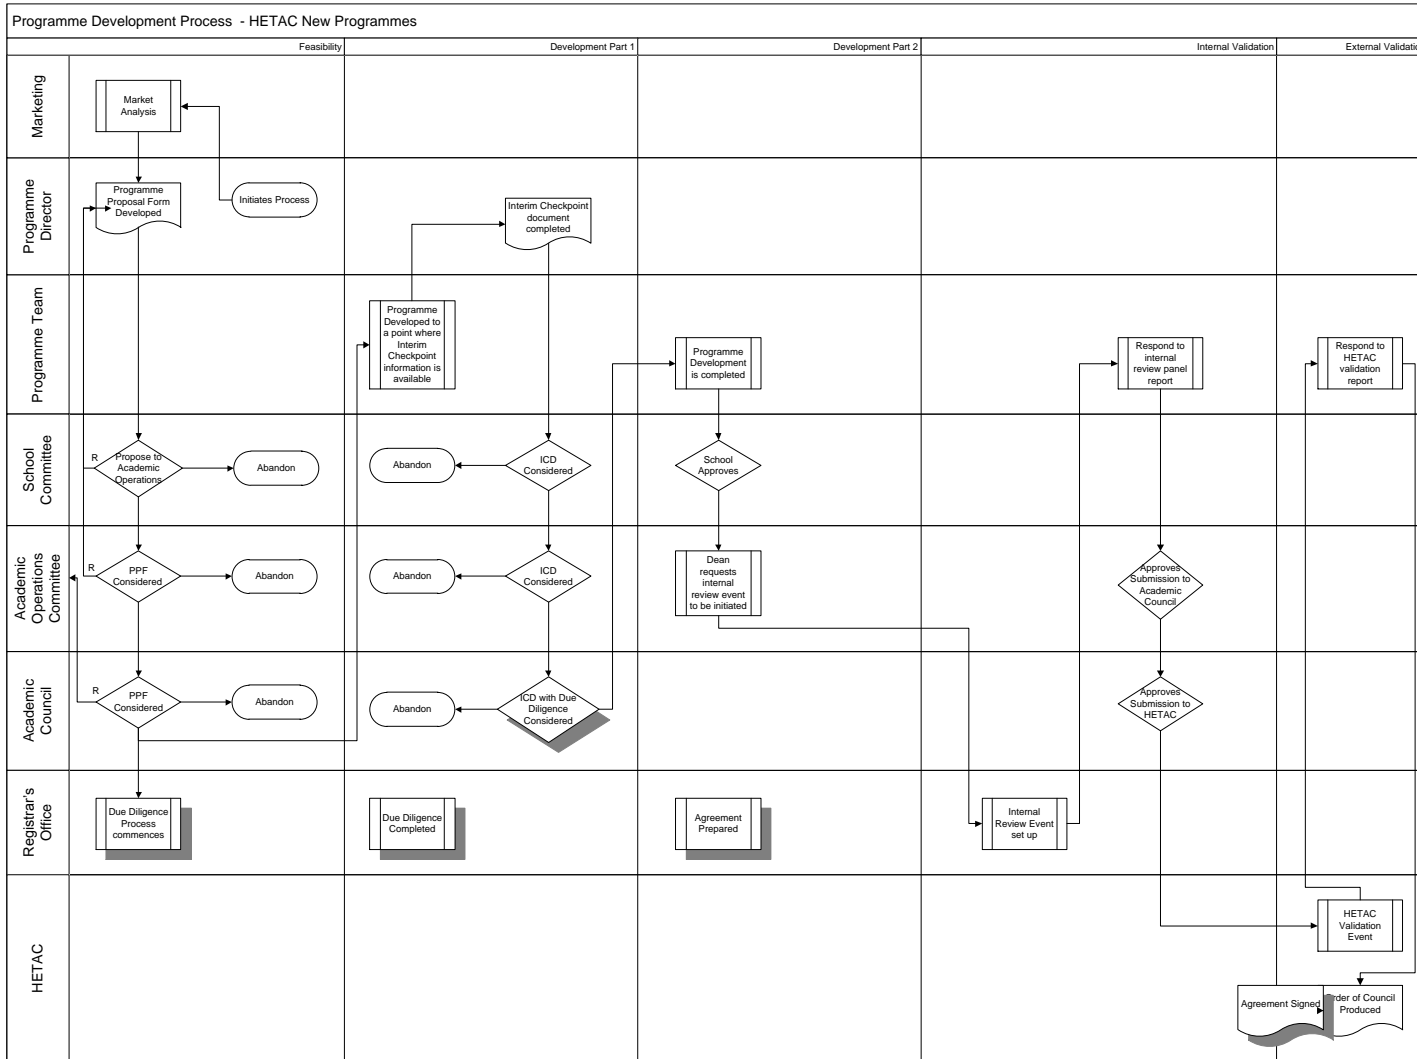 Programme Development Process - HETAC New Programmes
Feasibility
Development Part 1
Development Part 2
Internal Validation
External Validatio
Marketing
Market
Analysis
Programme
Director
Programme
Proposal Form
Developed
Initiates Process
Interim Checkpoint
document
completed
Programme Team
Programme
Developed to
a point where
Interim
Checkpoint
information is
available
Programme
Development
is completed
Respond to
internal
review panel
report
Respond to
HETAC
validation
report
School
Committee
R
Propose to
Academic
Operations
Abandon
Abandon
ICD
Considered
School
Approves
Academic
Operations
Committee
R
PPF
Considered
Abandon
Abandon
ICD
Considered
Dean
requests
internal
review event
to be initiated
Approves
Submission to
Academic
Council
Academic
Council
R
PPF
Considered
Abandon
Abandon
ICD with Due
Diligence
Considered
Approves
Submission to
HETAC
Registrar's
Office
Due Diligence
Process
commences
Due Diligence
Completed
Agreement
Prepared
Internal
Review Event
set up
HETAC
HETAC
Validation
Event
Agreement Signed
der of Council
Produced